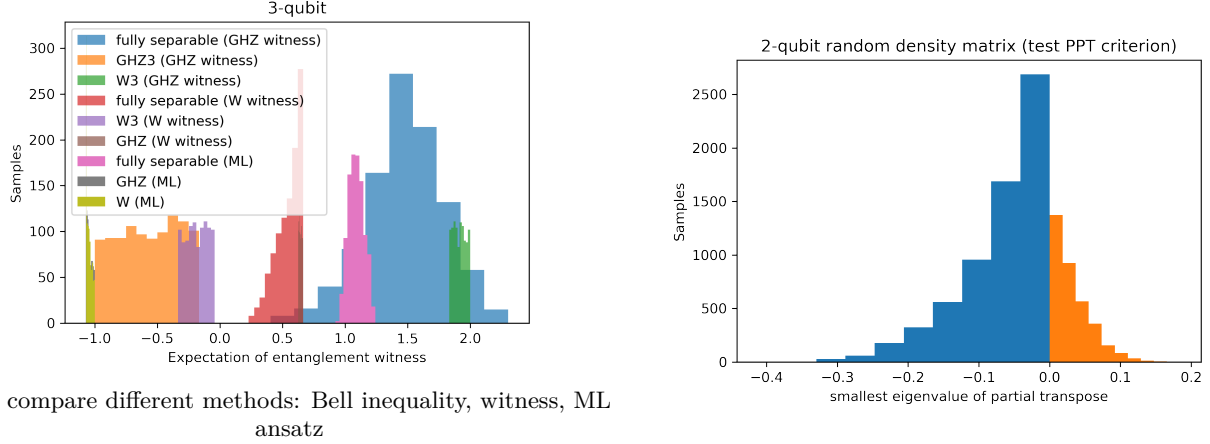 3-qubit
fully separable (GHZ witness)
GHZ3 (GHZ witness)
W3 (GHZ witness)
fully separable (W witness)
W3 (W witness)
GHZ (W witness)
fully separable (ML)
GHZ (ML)
W (ML)
300
250
200
150
100
50
0
Samples
−1.0 −0.5 0.0 0.5 1.0 1.5 2.0
Expectation of entanglement witness
compare different methods: Bell inequality, witness, ML
ansatz
2-qubit random density matrix (test PPT criterion)
2500
2000
1500
1000
500
0
Samples
−0.4 −0.3 −0.2 −0.1 0.0 0.1 0.2
smallest eigenvalue of partial transpose